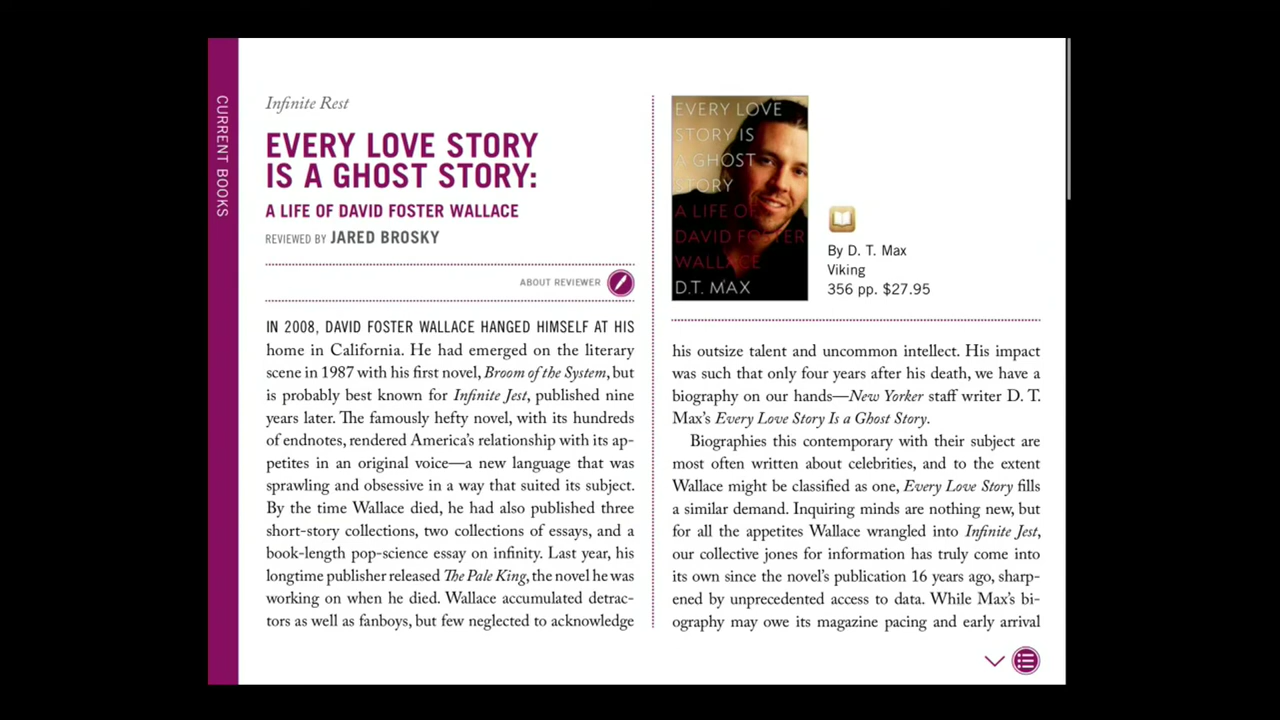 CURRENT BOOKS
Infinite Rest
EVERY LOVE STORY
IS A GHOST STORY:
A LIFE OF DAVID FOSTER WALLACE
REVIEWED BY JARED BROSKY
ABOUT REVIEWER
IN 2008, DAVID FOSTER WALLACE HANGED HIMSELF AT HIS
home in California. He had emerged on the literary
scene in 1987 with his first novel, Broom of the System, but
is probably best known for Infinite Jest, published nine
years later. The famously hefty novel, with its hundreds
of endnotes, rendered America's relationship with its ap-
petites in an original voice—a new language that was
sprawling and obsessive in a way that suited its subject.
By the time Wallace died, he had also published three
short-story collections, two collections of essays, and a
book-length pop-science essay on infinity. Last year, his
longtime publisher released The Pale King, the novel he was
working on when he died. Wallace accumulated detrac-
tors as well as fanboys, but few neglected to acknowledge
EVERY LOVE
STORY IS
A GHOST
STORY
A LIFE OF
DAVID FOSTER
WALLACE
D.T. MAX
By D. T. Max
Viking
356 pp. $27.95
his outsize talent and uncommon intellect. His impact
was such that only four years after his death, we have a
biography on our hands—New Yorker staff writer D. T.
Max's Every Love Story Is a Ghost Story.
Biographies this contemporary with their subject are
most often written about celebrities, and to the extent
Wallace might be classified as one, Every Love Story fills
a similar demand. Inquiring minds are nothing new, but
for all the appetites Wallace wrangled into Infinite Jest,
our collective jones for information has truly come into
its own since the novel's publication 16 years ago, sharp-
ened by unprecedented access to data. While Max's bi-
ography may owe its magazine pacing and early arrival